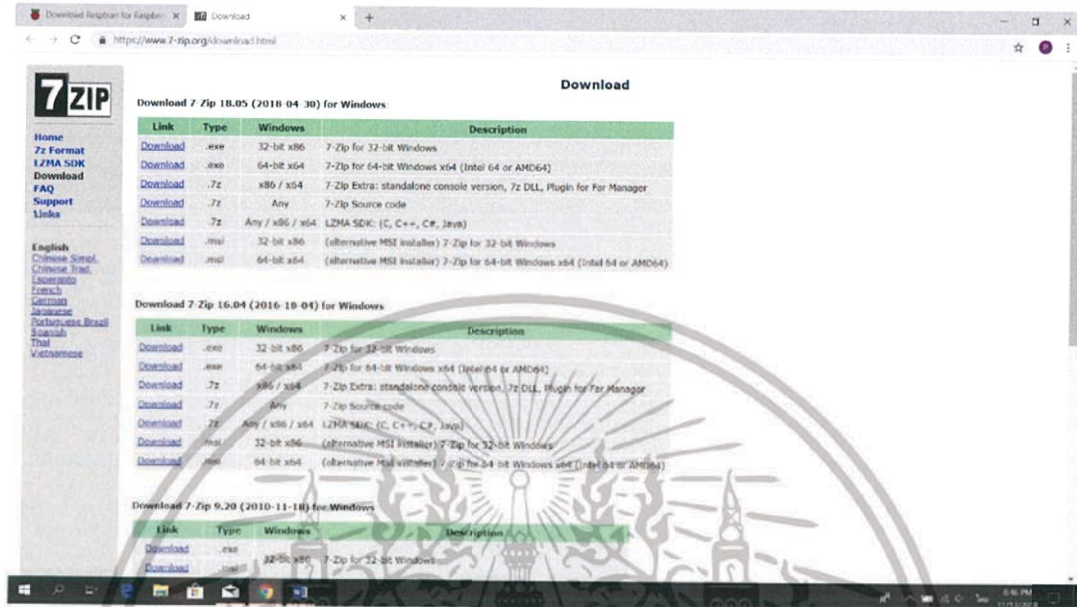 Download Raspbian for Raspber
Download
https://www.7-zip.org/download.html
7ZIP
Home
7z Format
LZMA SDK
Download
FAQ
Support
Links
English
Chinese Simpl.
Chinese Trad.
Esperanto
French
German
Japanese
Portuguese Brazil
Spanish
Thai
Vietnamese
Download
Download 7-Zip 18.05 (2018-04-30) for Windows:
Link Type Windows Description
Download .exe 32-bit x86 7-Zip for 32-bit Windows
Download .exe 64-bit x64 7-Zip for 64-bit Windows x64 (Intel 64 or AMD64)
Download .7z x86 / x64 7-Zip Extra: standalone console version, 7z DLL, Plugin for Far Manager
Download .7z Any 7-Zip Source code
Download .7z Any / x86 / x64 LZMA SDK: (C, C++, C#, Java)
Download .msi 32-bit x86 (alternative MSI installer) 7-Zip for 32-bit Windows
Download .msi 64-bit x64 (alternative MSI installer) 7-Zip for 64-bit Windows x64 (Intel 64 or AMD64)
Download 7-Zip 16.04 (2016-10-04) for Windows
Link Type Windows Description
Download .exe 32-bit x86 7-Zip for 32-bit Windows
Download .exe 64-bit x64 7-Zip for 64-bit Windows x64 (Intel 64 or AMD64)
Download .7z x86 / x64 7-Zip Extra: standalone console version, 7z DLL, Plugin for Far Manager
Download .7z Any 7-Zip Source code
Download .7z Any / x86 / x64 LZMA SDK: (C, C++, C#, Java)
Download .msi 32-bit x86 (alternative MSI installer) 7-Zip for 32-bit Windows
Download .msi 64-bit x64 (alternative MSI installer) 7-Zip for 64-bit Windows x64 (Intel 64 or AMD64)
Download 7-Zip 9.20 (2010-11-18) for Windows
Link Type Windows Description
Download .exe 32-bit x86 7-Zip for 32-bit Windows
Download .msi
8:46 PM